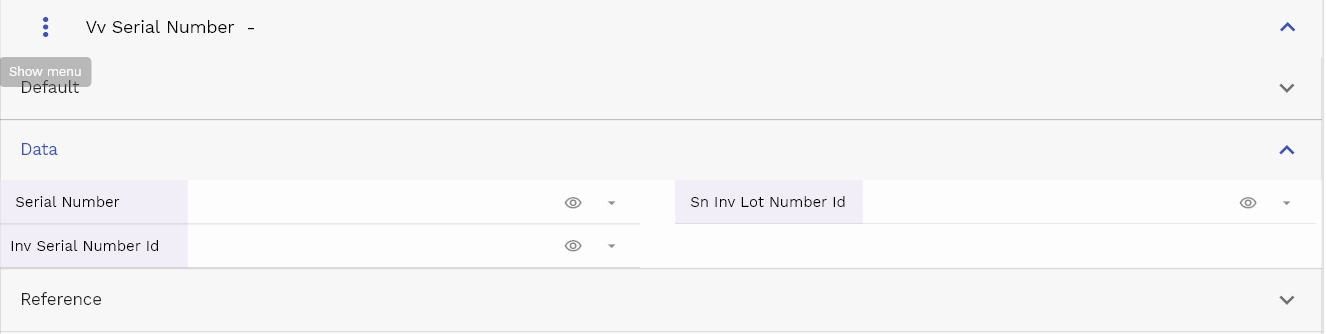 Vv Serial Number -
Show menu
Default
Data
Serial Number
Sn Inv Lot Number Id
Inv Serial Number Id
Reference